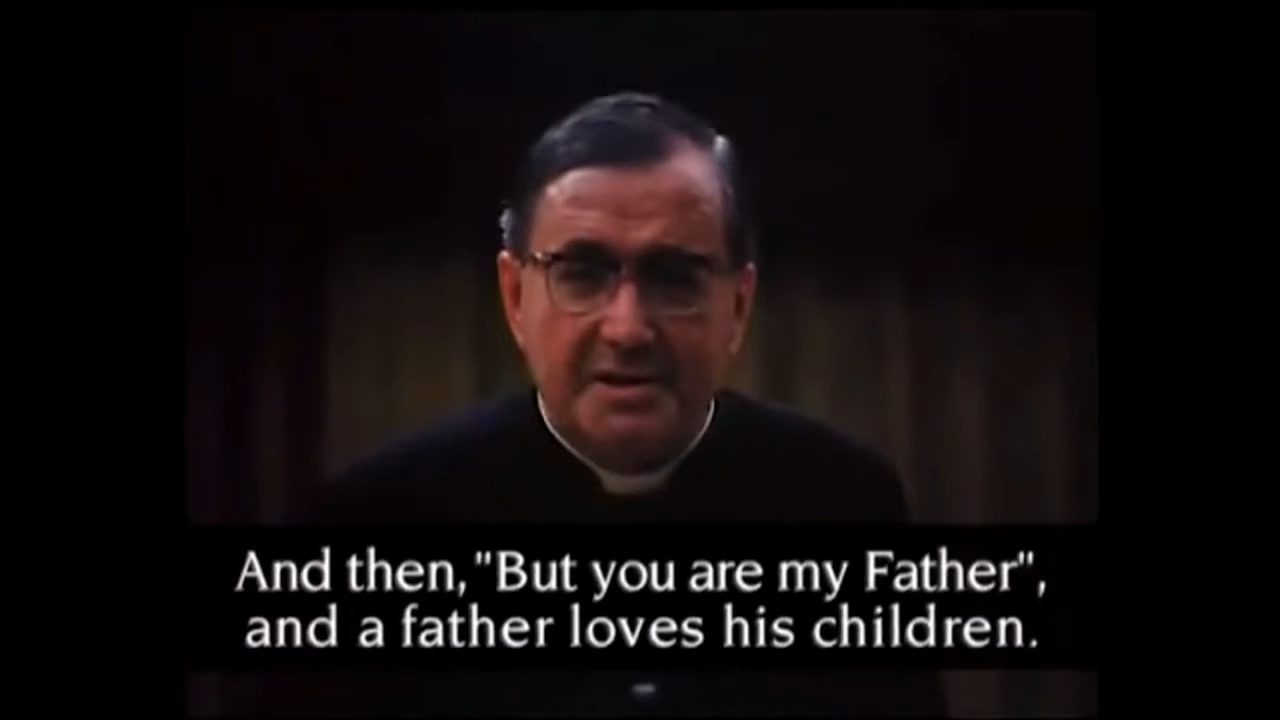 And then, "But you are my Father",
and a father loves his children.